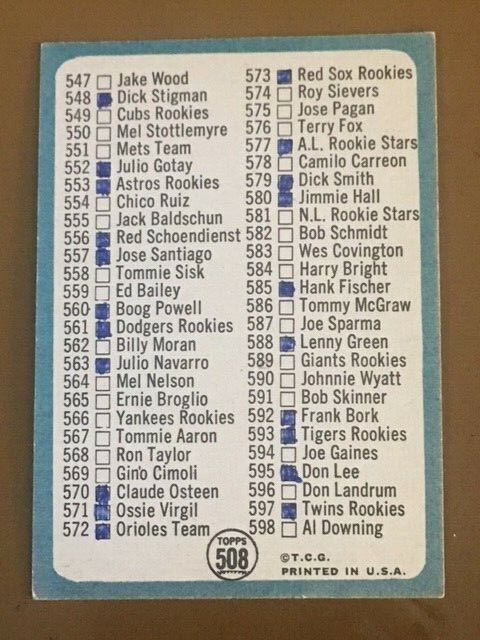 547 Jake Wood
548 Dick Stigman
549 Cubs Rookies
550 Mel Stottlemyre
551 Mets Team
552 Julio Gotay
553 Astros Rookies
554 Chico Ruiz
555 Jack Baldschun
556 Red Schoendienst
557 Jose Santiago
558 Tommie Sisk
559 Ed Bailey
560 Boog Powell
561 Dodgers Rookies
562 Billy Moran
563 Julio Navarro
564 Mel Nelson
565 Ernie Broglio
566 Yankees Rookies
567 Tommie Aaron
568 Ron Taylor
569 Gino Cimoli
570 Claude Osteen
571 Ossie Virgil
572 Orioles Team
573 Red Sox Rookies
574 Roy Sievers
575 Jose Pagan
576 Terry Fox
577 A.L. Rookie Stars
578 Camilo Carreon
579 Dick Smith
580 Jimmie Hall
581 N.L. Rookie Stars
582 Bob Schmidt
583 Wes Covington
584 Harry Bright
585 Hank Fischer
586 Tommy McGraw
587 Joe Sparma
588 Lenny Green
589 Giants Rookies
590 Johnnie Wyatt
591 Bob Skinner
592 Frank Bork
593 Tigers Rookies
594 Joe Gaines
595 Don Lee
596 Don Landrum
597 Twins Rookies
598 Al Downing
TOPPS
508
©T.C.G.
PRINTED IN U.S.A.